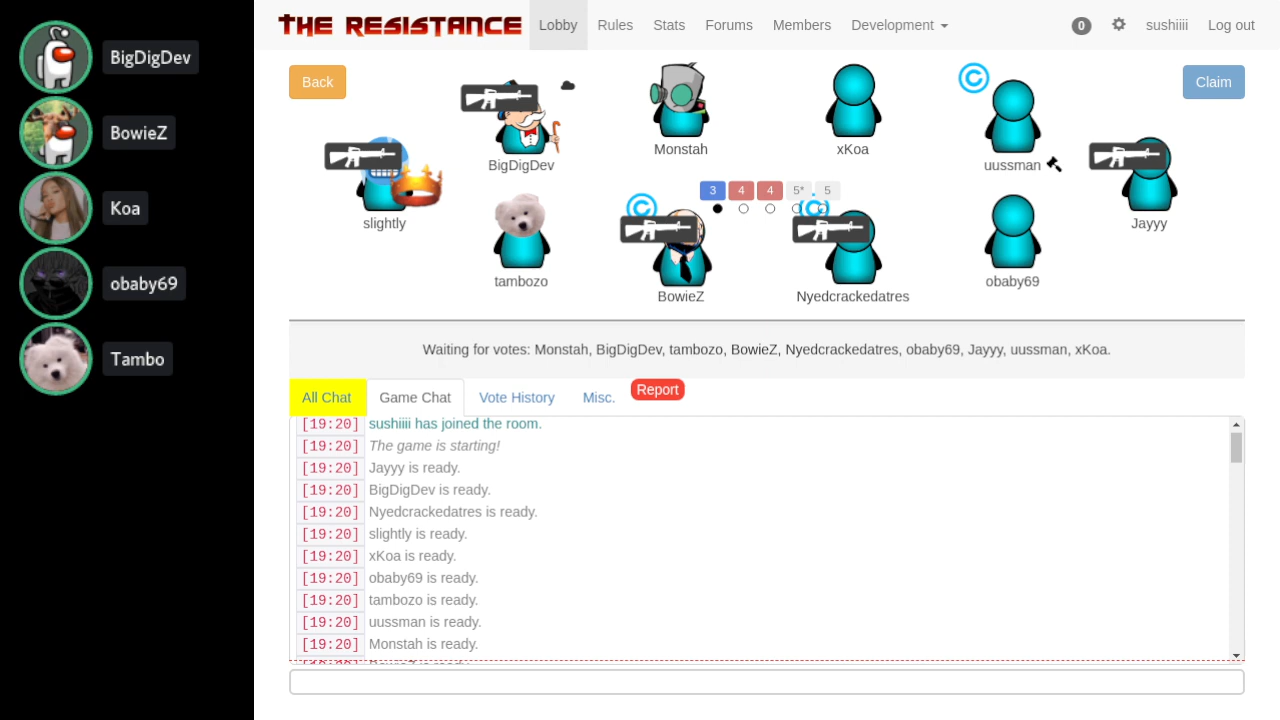 BigDigDev
BowieZ
Koa
obaby69
Tambo
THE RESISTANCE
Lobby Rules Stats Forums Members Development 0 sushiiii Log out
Back
Claim
BigDigDev
Monstah
xKoa
uussman
slightly
Jayyy
3 4 4 5* 5
tambozo
BowieZ
Nyedcrackedatres
obaby69
Waiting for votes: Monstah, BigDigDev, tambozo, BowieZ, Nyedcrackedatres, obaby69, Jayyy, uussman, xKoa.
All Chat Game Chat Vote History Misc. Report
[19:20] sushiiii has joined the room.
[19:20] The game is starting!
[19:20] Jayyy is ready.
[19:20] BigDigDev is ready.
[19:20] Nyedcrackedatres is ready.
[19:20] slightly is ready.
[19:20] xKoa is ready.
[19:20] obaby69 is ready.
[19:20] tambozo is ready.
[19:20] uussman is ready.
[19:20] Monstah is ready.
[19:20] BowieZ is ready.